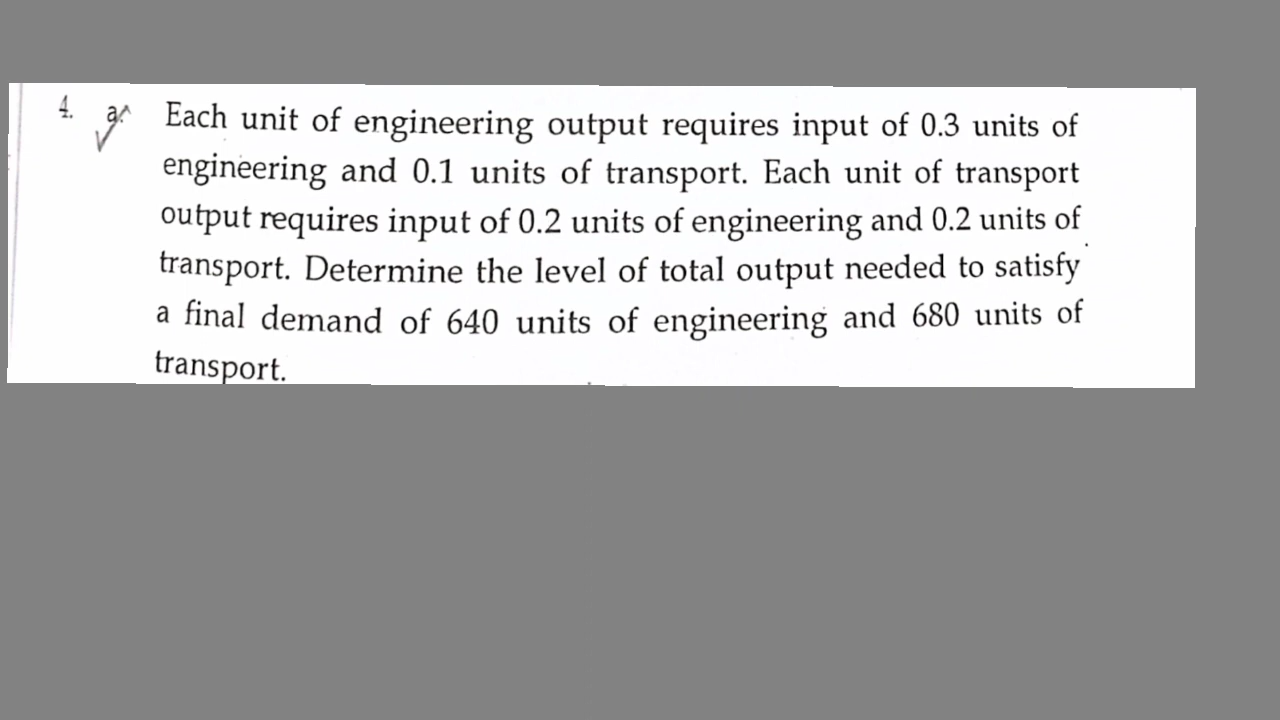 4. a. Each unit of engineering output requires input of 0.3 units of
engineering and 0.1 units of transport. Each unit of transport
output requires input of 0.2 units of engineering and 0.2 units of
transport. Determine the level of total output needed to satisfy
a final demand of 640 units of engineering and 680 units of
transport.